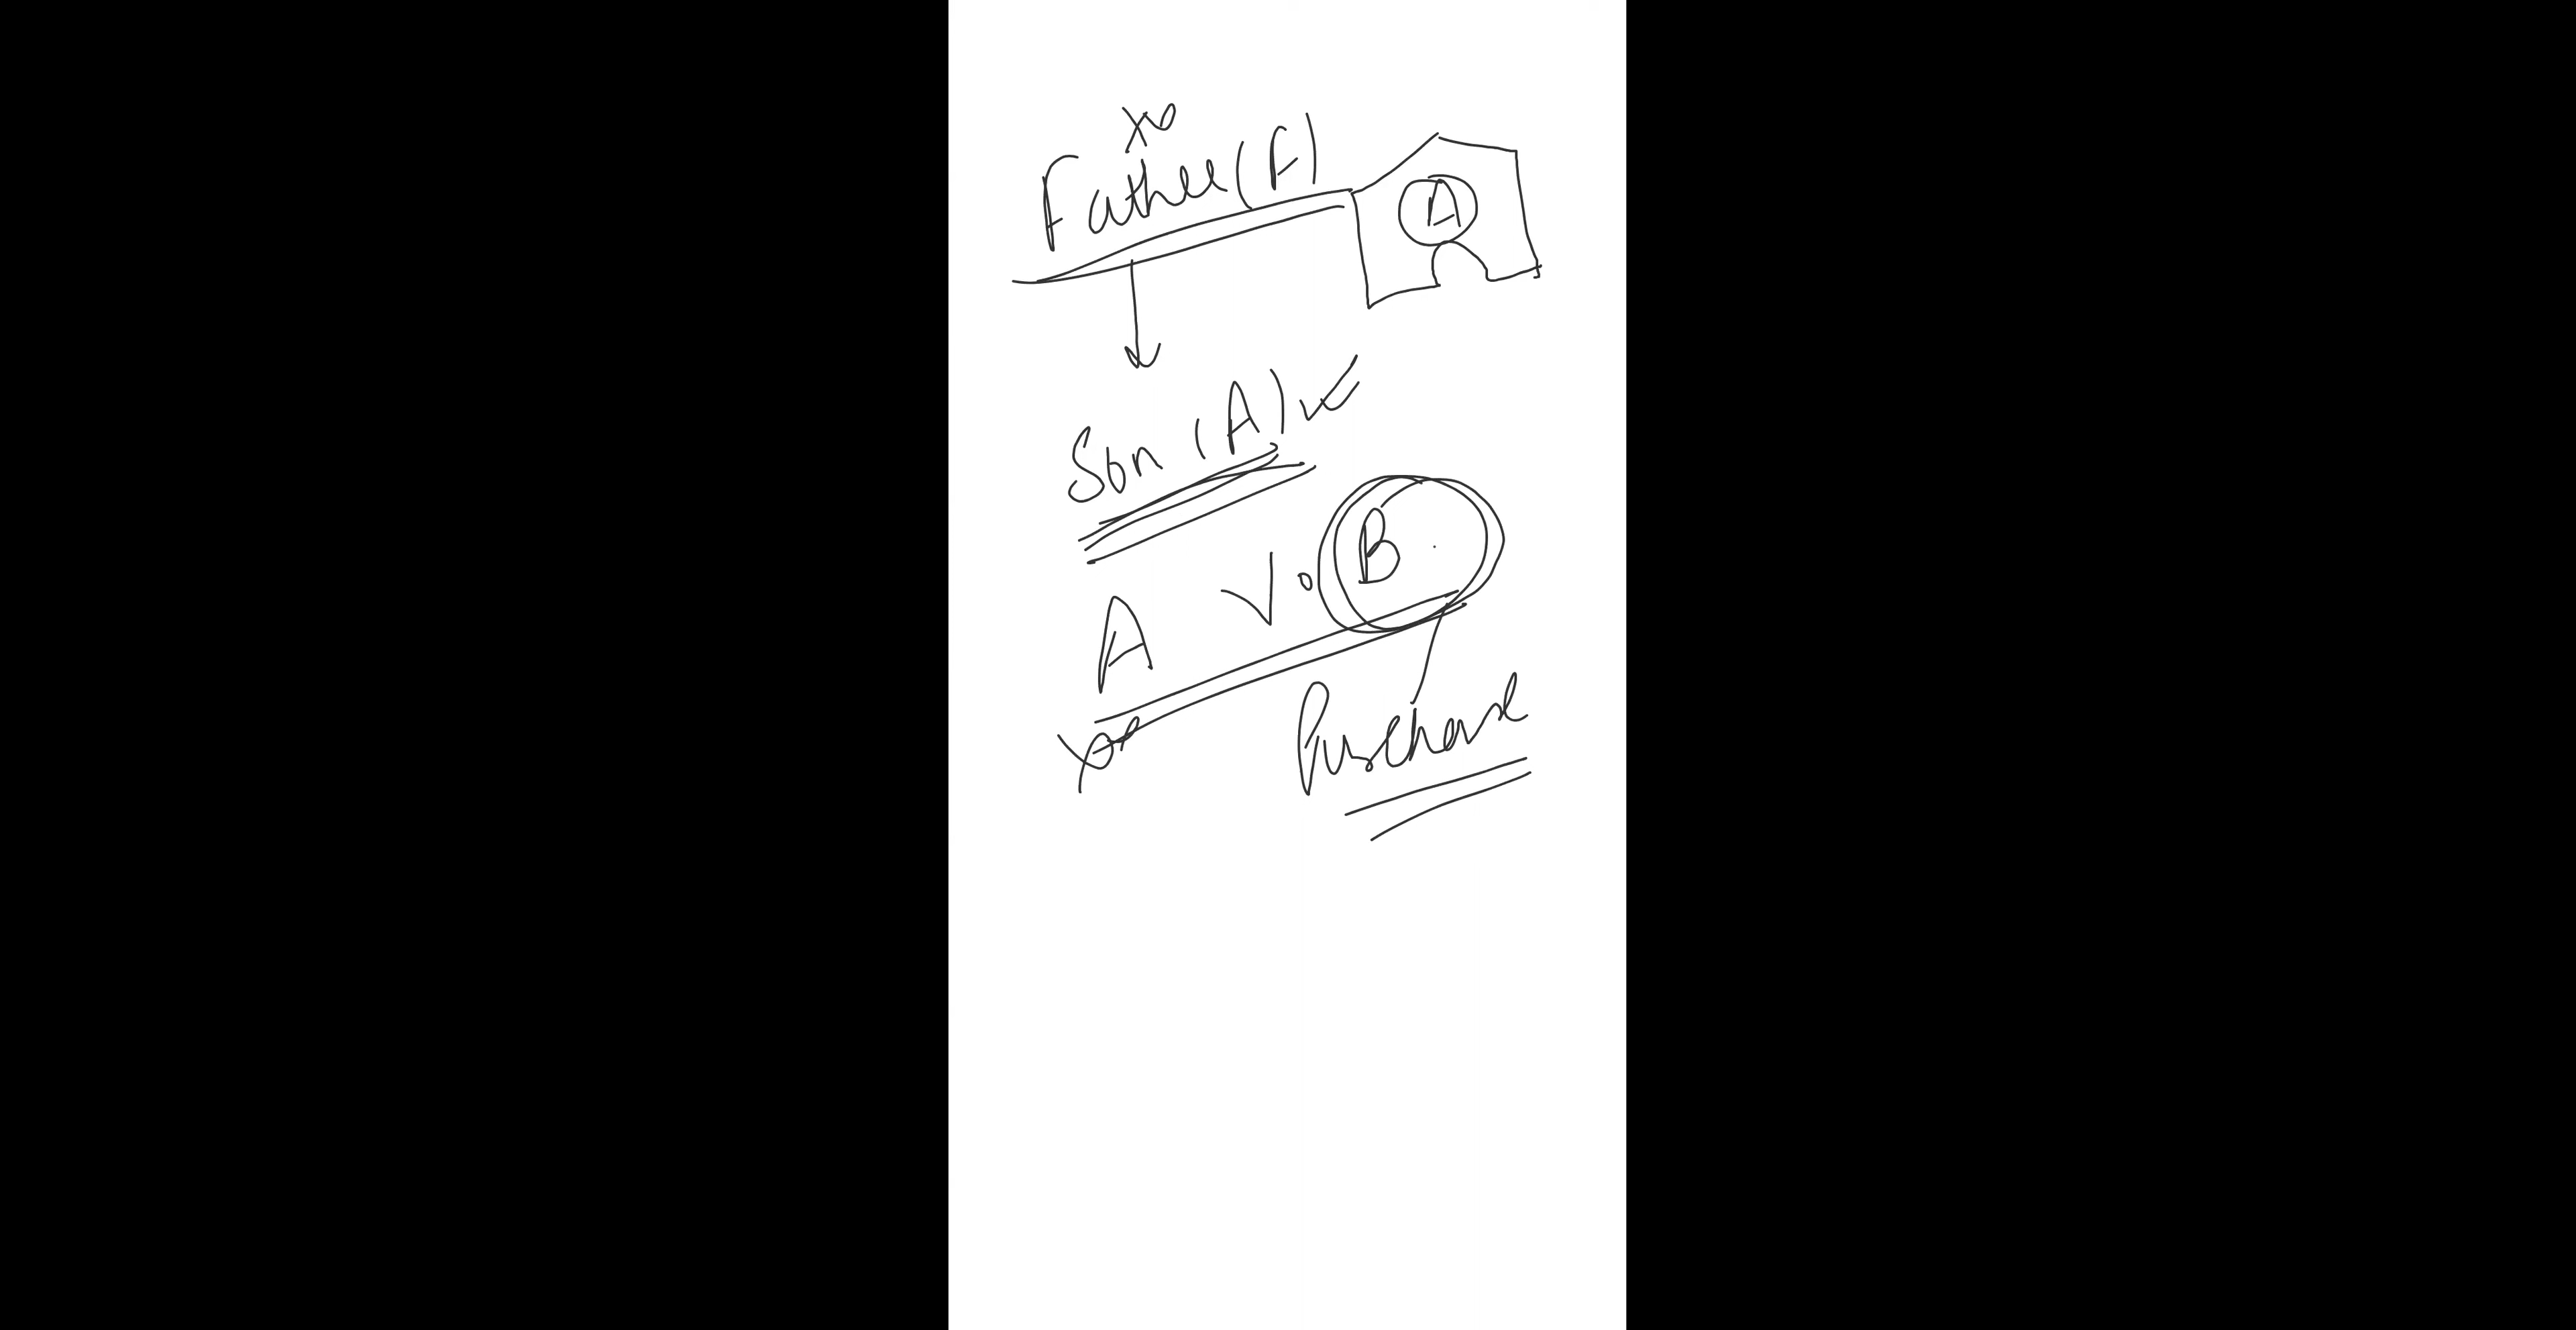 Father (F)
A
Son (A)
A V. B
Purchase